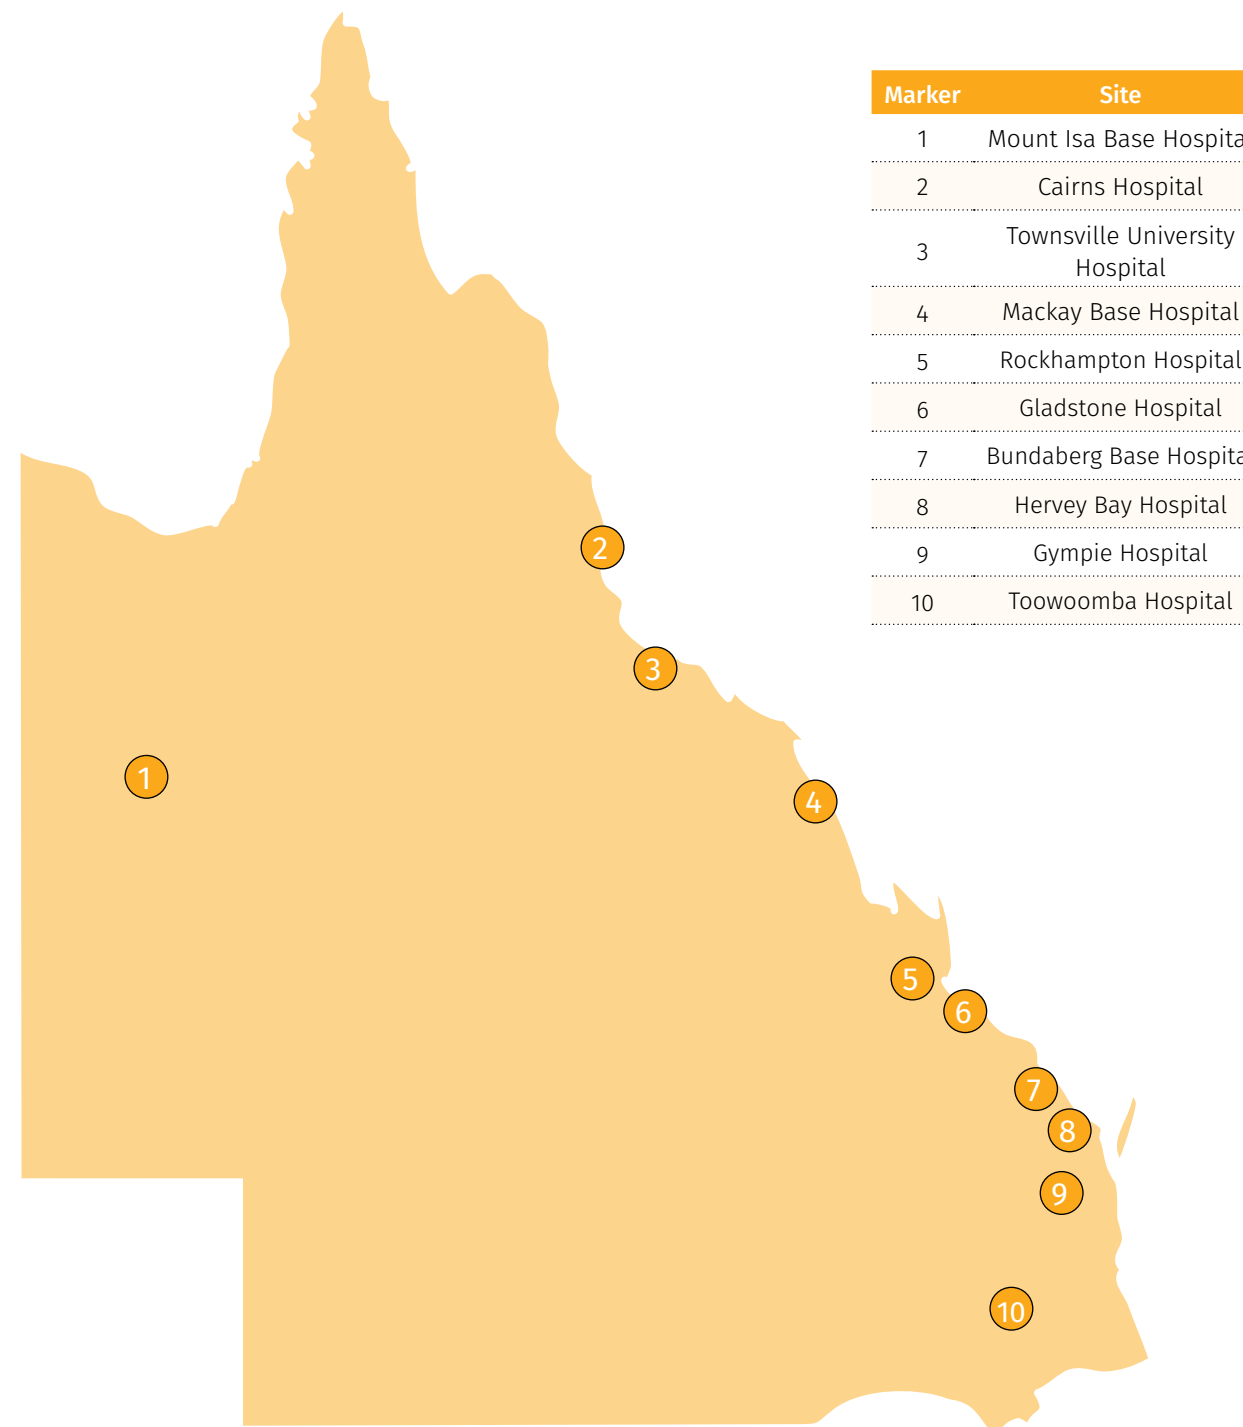 Marker Site
1 Mount Isa Base Hospita
2 Cairns Hospital
3 Townsville University
Hospital
4 Mackay Base Hospital
5 Rockhampton Hospital
6 Gladstone Hospital
7 Bundaberg Base Hospita
8 Hervey Bay Hospital
9 Gympie Hospital
10 Toowoomba Hospital
2
3
1
4
5
6
7
8
9
10